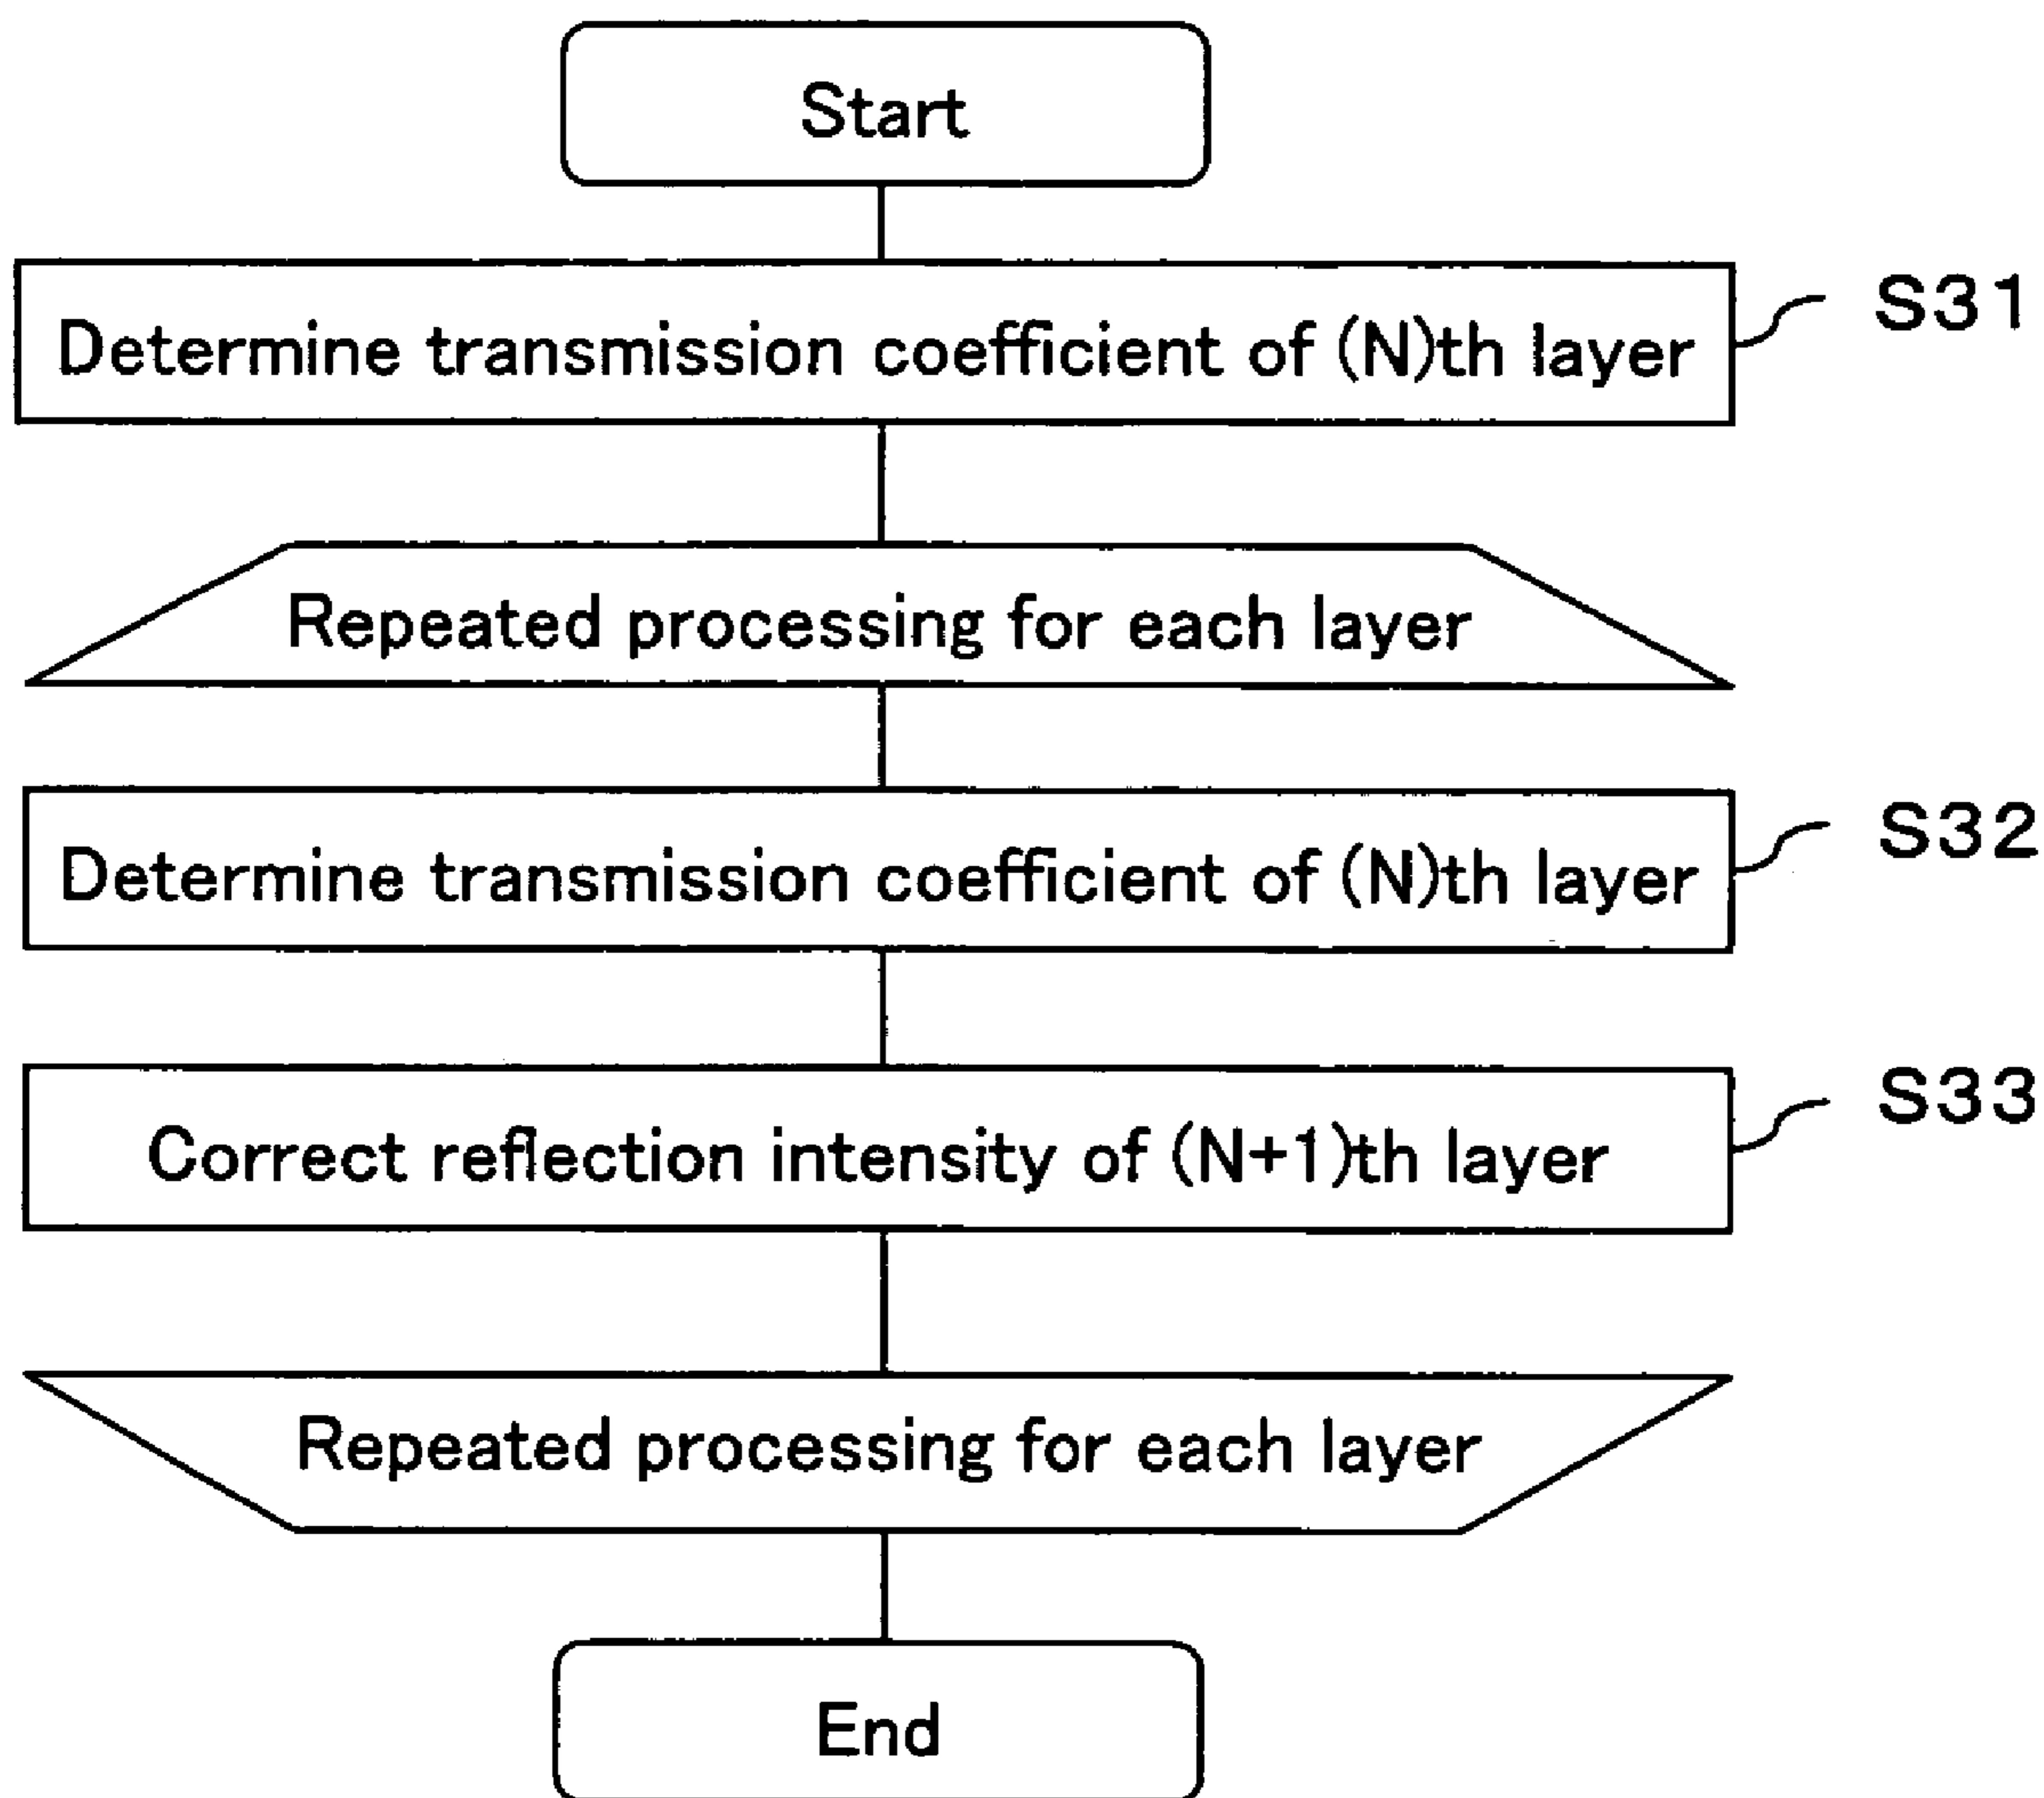 Start
Determine transmission coefficient of (N)th layer
S31
Repeated processing for each layer
Determine transmission coefficient of (N)th layer
S32
Correct reflection intensity of (N+1)th layer
S33
Repeated processing for each layer
End